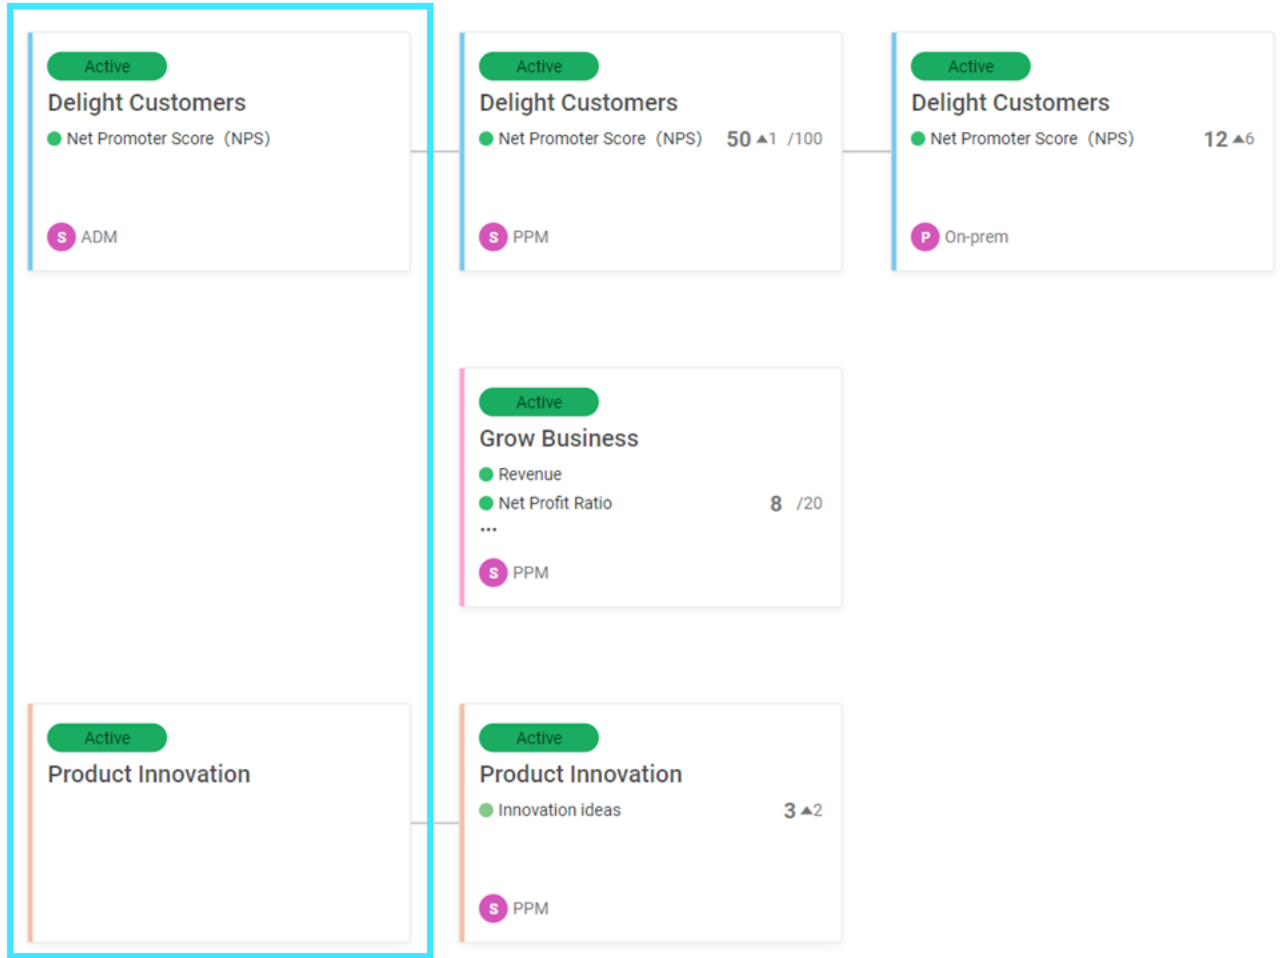 Active
Delight Customers
Net Promoter Score (NPS)
S ADM
Active
Delight Customers
Net Promoter Score (NPS) 50 ▲1 /100
S PPM
Active
Delight Customers
Net Promoter Score (NPS) 12 ▲6
P On-prem
Active
Grow Business
Revenue
Net Profit Ratio 8 /20
...
S PPM
Active
Product Innovation
Active
Product Innovation
Innovation ideas 3 ▲2
S PPM